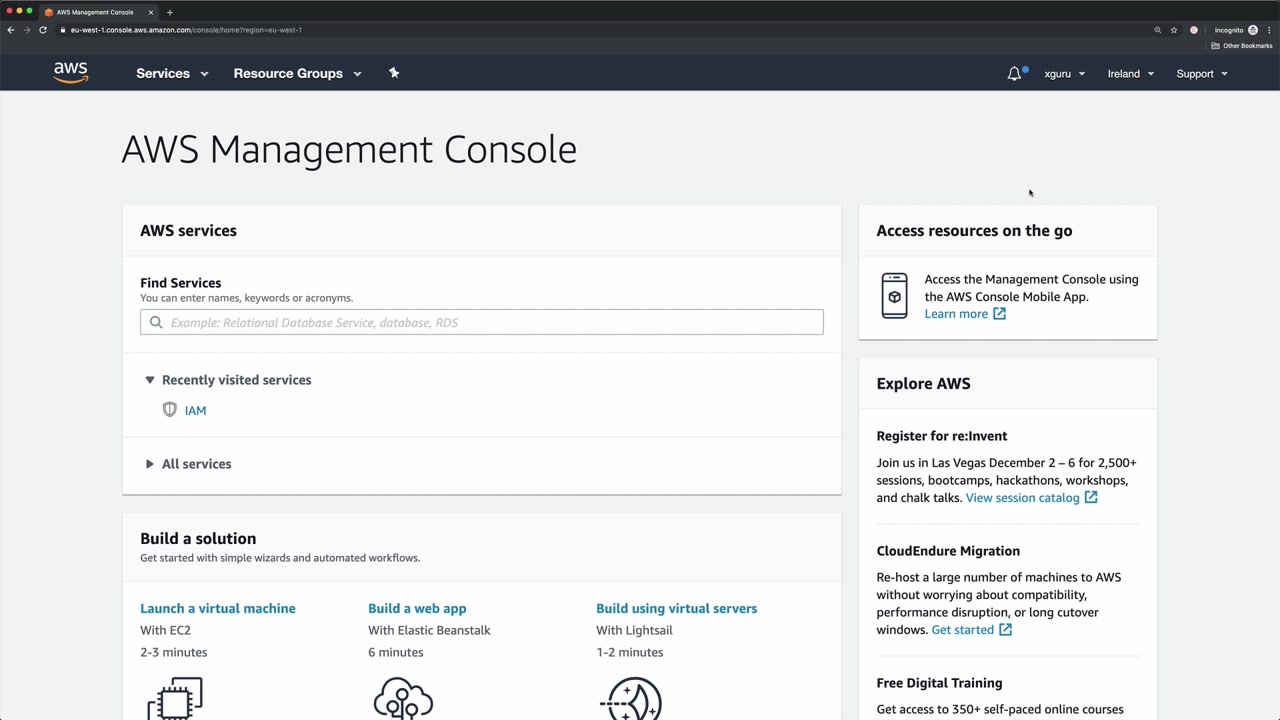 AWS Management Console
eu-west-1.console.aws.amazon.com/console/home?region=eu-west-1
Incognito
Other Bookmarks
aws
Services
Resource Groups
xguru
Ireland
Support
AWS Management Console
AWS services
Find Services
You can enter names, keywords or acronyms.
Example: Relational Database Service, database, RDS
Recently visited services
IAM
All services
Build a solution
Get started with simple wizards and automated workflows.
Launch a virtual machine
With EC2
2-3 minutes
Build a web app
With Elastic Beanstalk
6 minutes
Build using virtual servers
With Lightsail
1-2 minutes
Access resources on the go
Access the Management Console using
the AWS Console Mobile App.
Learn more
Explore AWS
Register for re:Invent
Join us in Las Vegas December 2 – 6 for 2,500+
sessions, bootcamps, hackathons, workshops,
and chalk talks. View session catalog
CloudEndure Migration
Re-host a large number of machines to AWS
without worrying about compatibility,
performance disruption, or long cutover
windows. Get started
Free Digital Training
Get access to 350+ self-paced online courses